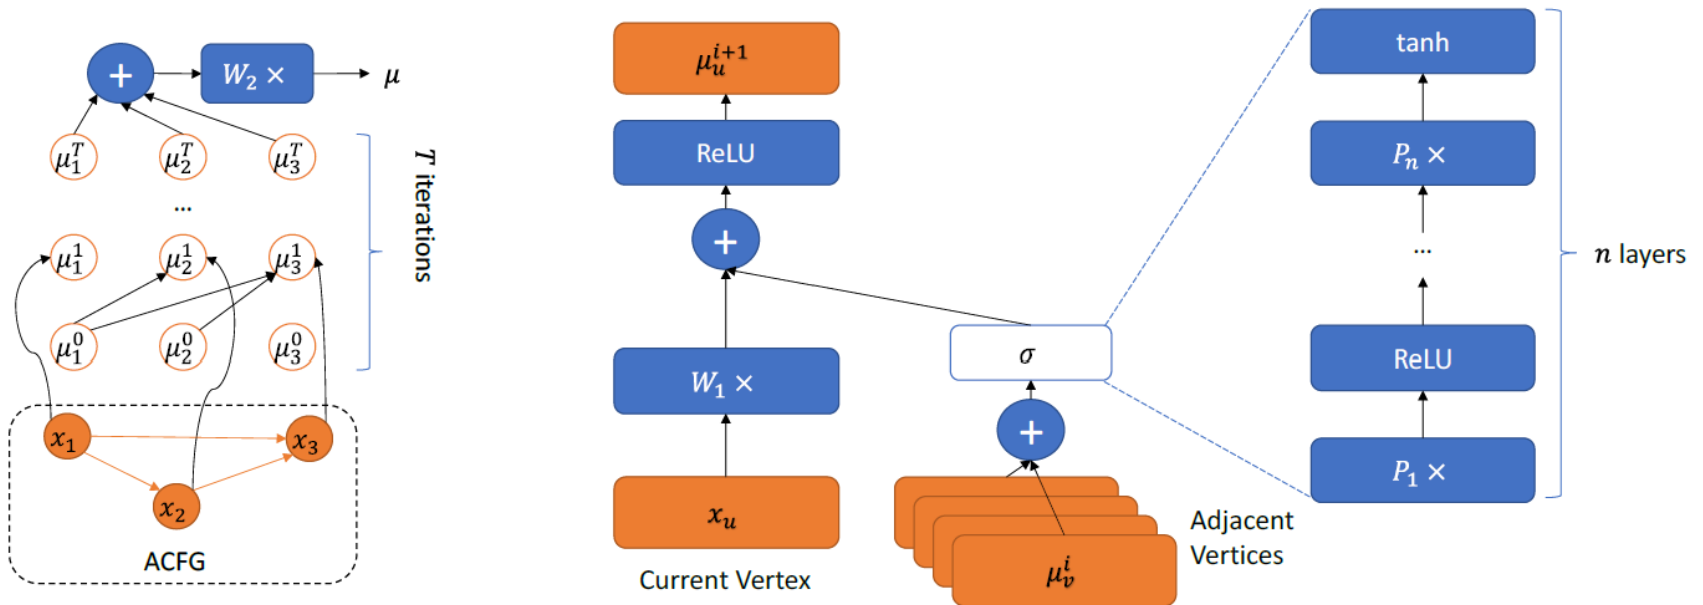 +
W₂ ×
μ
μ₁ᵀ μ₂ᵀ μ₃ᵀ
...
μ₁¹ μ₂¹ μ₃¹
μ₁⁰ μ₂⁰ μ₃⁰
T iterations
x₁
x₃
x₂
ACFG
μᵤⁱ⁺¹
ReLU
+
W₁ ×
xᵤ
Current Vertex
σ
+
μᵥⁱ
Adjacent
Vertices
tanh
Pₙ ×
...
ReLU
P₁ ×
n layers